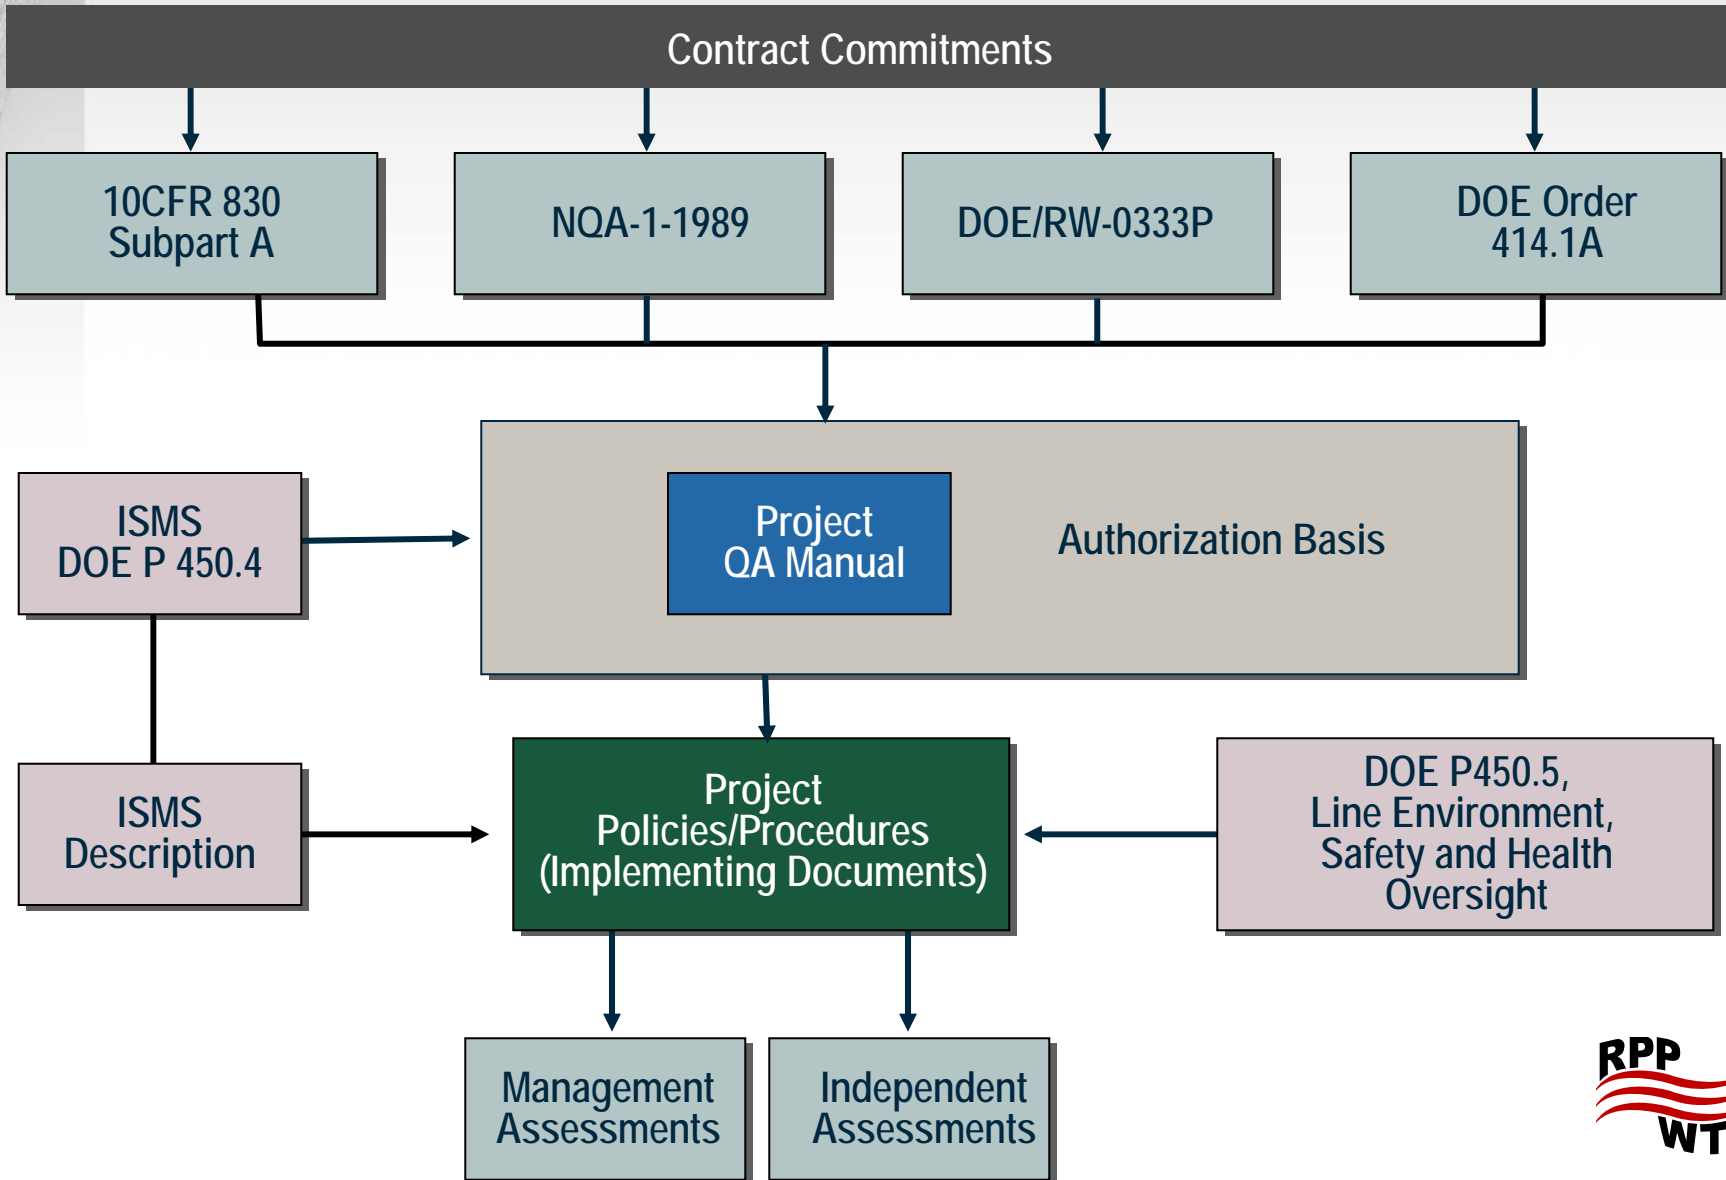 Contract Commitments
10CFR 830
Subpart A
NQA-1-1989
DOE/RW-0333P
DOE Order
414.1A
ISMS
DOE P 450.4
Project
QA Manual
Authorization Basis
ISMS
Description
Project
Policies/Procedures
(Implementing Documents)
DOE P450.5,
Line Environment,
Safety and Health
Oversight
Management
Assessments
Independent
Assessments
RPP
WT